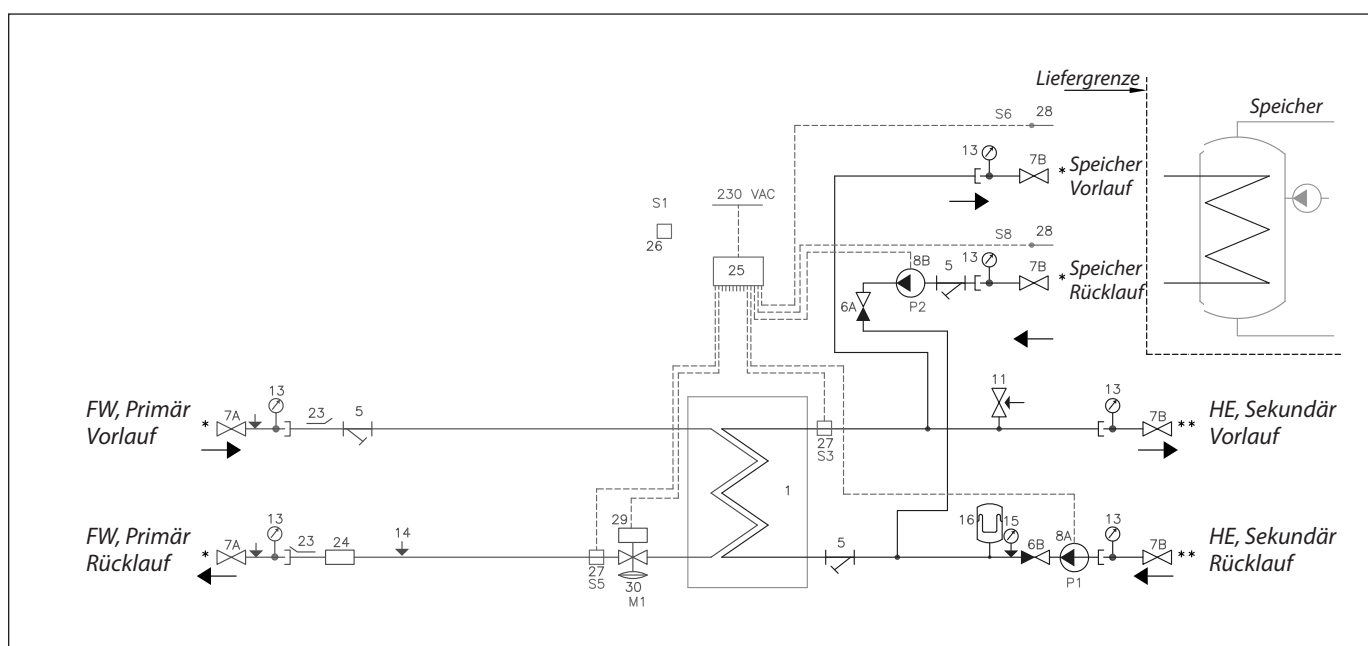 Liefergrenze
Speicher
S6 28
13
7B
* Speicher
Vorlauf
230 VAC
S1
26
25
S8 28
13
8B
5
7B
* Speicher
Rücklauf
6A
P2
11
FW, Primär
Vorlauf
* 7A
13
23
5
27
S3
13
7B **
HE, Sekundär
Vorlauf
1
FW, Primär
Rücklauf
* 7A
13
23
24
14
27
S5
29
30
M1
5
16
15
6B
8A
P1
13
7B **
HE, Sekundär
Rücklauf